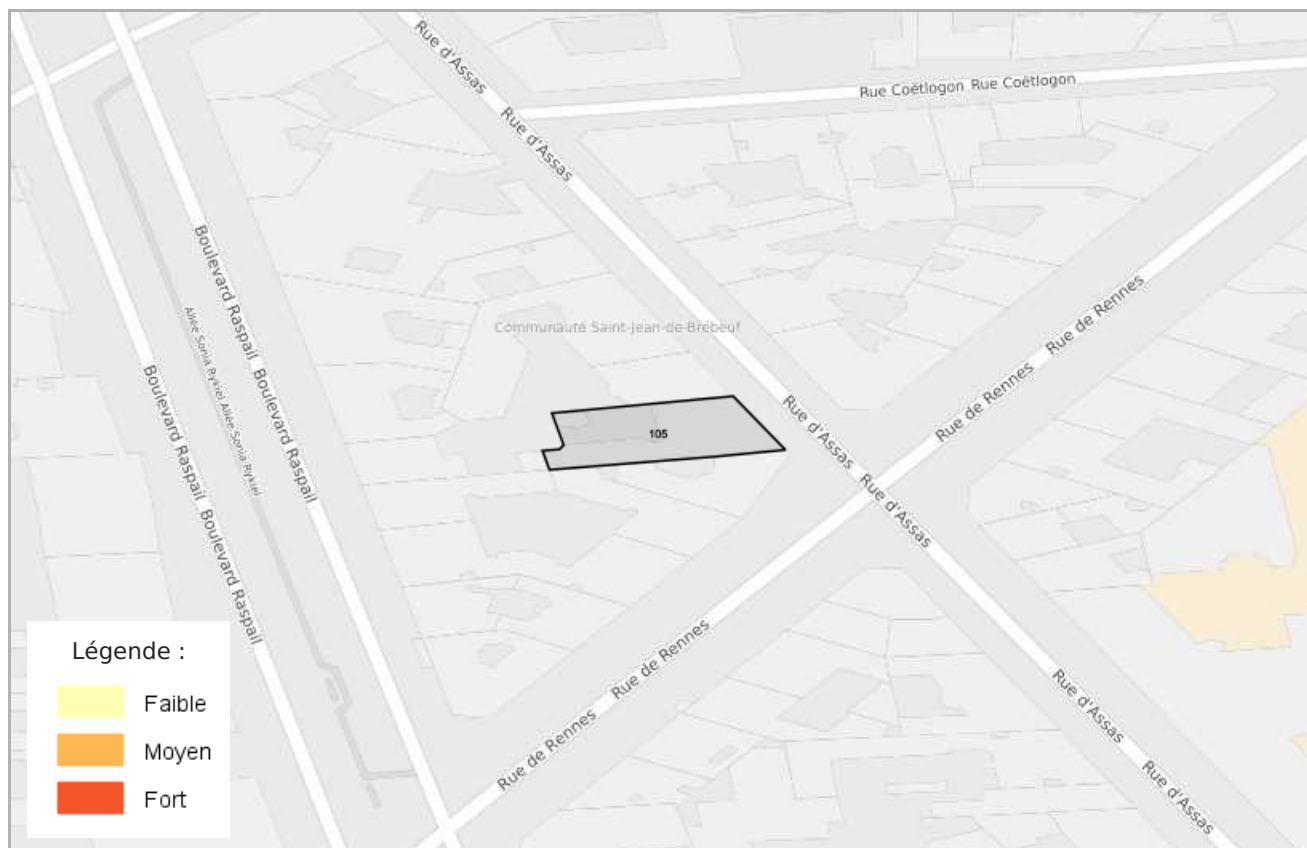 Rue d'Assas
Rue d'Assas
Rue Coëtlogon Rue Coëtlogon
Boulevard Raspail Boulevard Raspail
Allée Sonia Rykiel Allée Sonia Rykiel
Boulevard Raspail Boulevard Raspail
Communauté Saint-Jean-de-Brébeuf
Rue de Rennes
Rue de Rennes
105
Rue d'Assas
Rue d'Assas
Rue de Rennes
Rue de Rennes
Rue d'Assas
Rue d'Assas
Légende :
Faible
Moyen
Fort